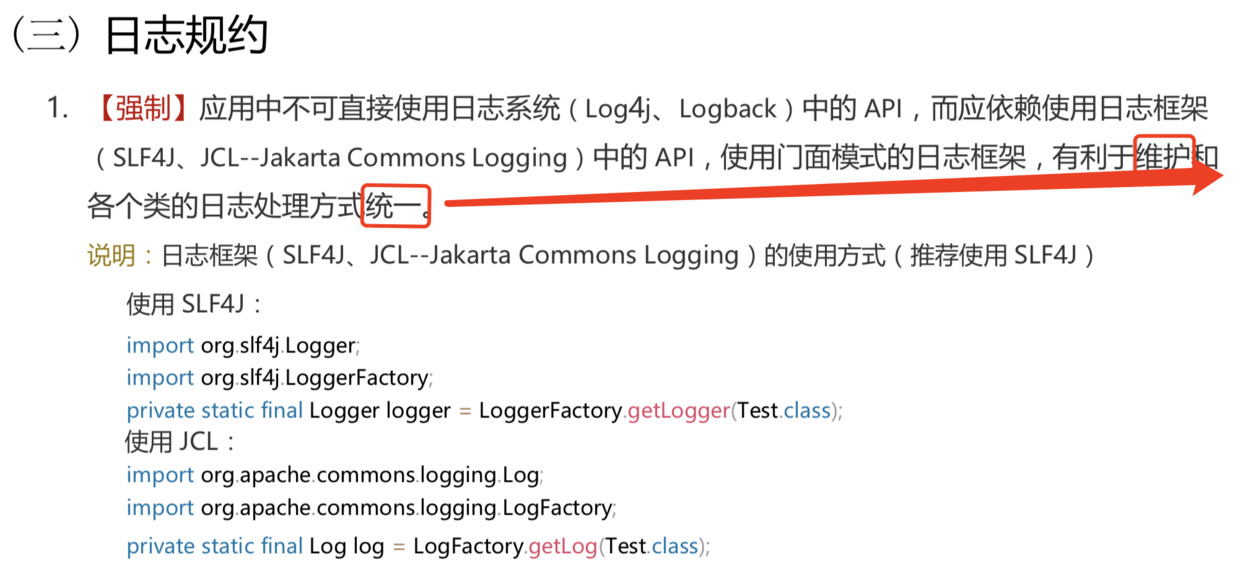 （三）日志规约
1. 【强制】应用中不可直接使用日志系统（Log4j、Logback）中的 API，而应依赖使用日志框架
（SLF4J、JCL--Jakarta Commons Logging）中的 API，使用门面模式的日志框架，有利于维护和
各个类的日志处理方式统一。
说明：日志框架（SLF4J、JCL--Jakarta Commons Logging）的使用方式（推荐使用 SLF4J）
使用 SLF4J：
import org.slf4j.Logger;
import org.slf4j.LoggerFactory;
private static final Logger logger = LoggerFactory.getLogger(Test.class);
使用 JCL：
import org.apache.commons.logging.Log;
import org.apache.commons.logging.LogFactory;
private static final Log log = LogFactory.getLog(Test.class);